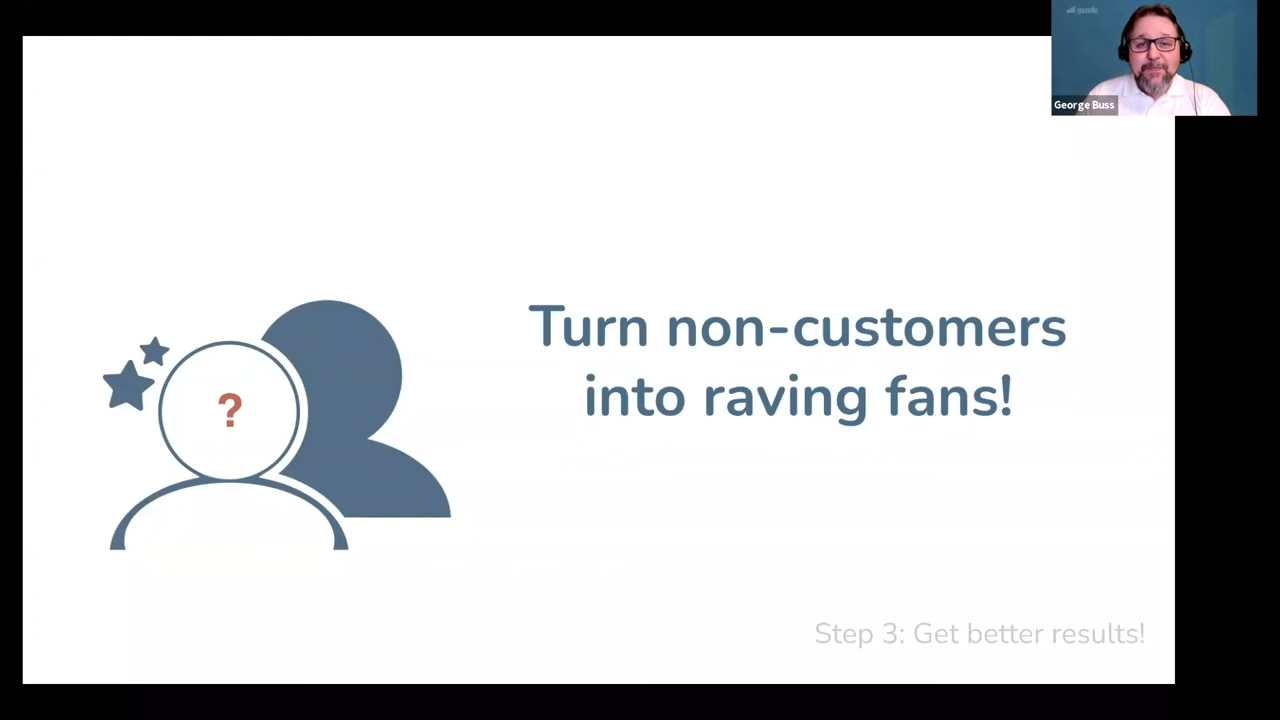 George Buss
Turn non-customers
into raving fans!
?
Step 3: Get better results!